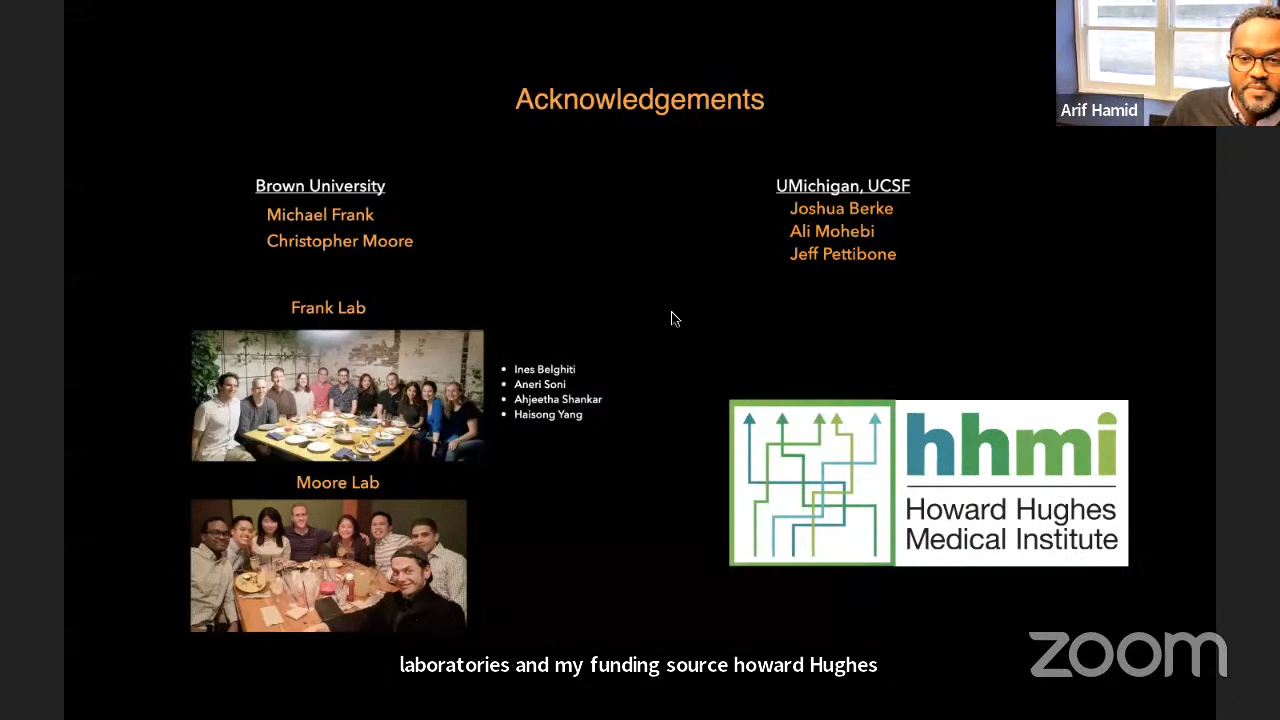 Acknowledgements
Arif Hamid
Brown University
Michael Frank
Christopher Moore
UMichigan, UCSF
Joshua Berke
Ali Mohebi
Jeff Pettibone
Frank Lab
• Ines Belghiti
• Aneri Soni
• Ahjeetha Shankar
• Haisong Yang
Moore Lab
hhmi
Howard Hughes
Medical Institute
laboratories and my funding source howard Hughes
zoom